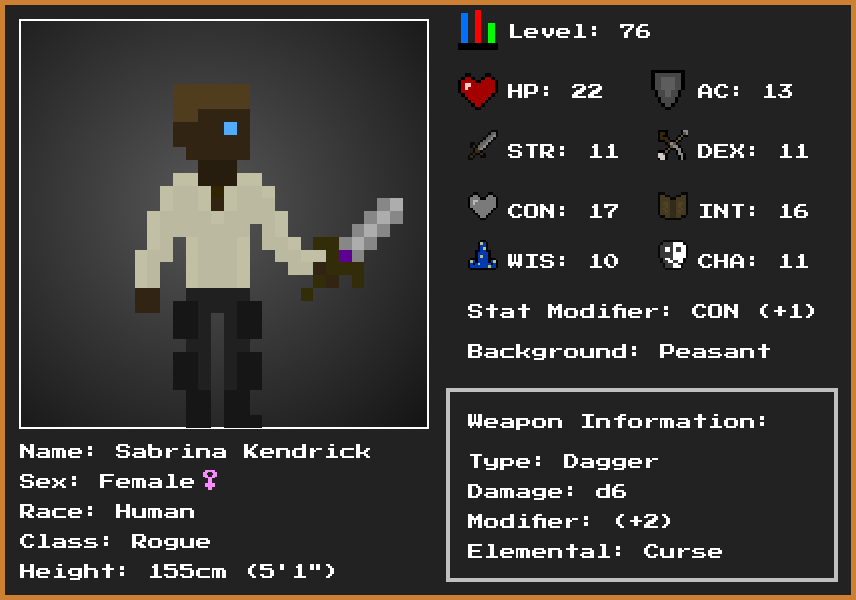 Level: 76
HP: 22
AC: 13
STR: 11
DEX: 11
CON: 17
INT: 16
WIS: 10
CHA: 11
Stat Modifier: CON (+1)
Background: Peasant
Weapon Information:
Type: Dagger
Damage: d6
Modifier: (+2)
Elemental: Curse
Name: Sabrina Kendrick
Sex: Female♀
Race: Human
Class: Rogue
Height: 155cm (5'1")